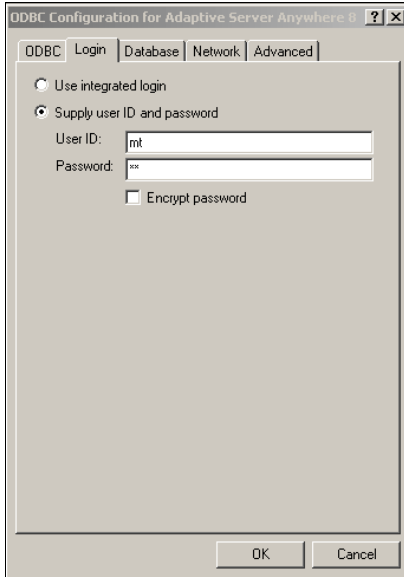 ODBC Configuration for Adaptive Server Anywhere 8
ODBC Login Database Network Advanced
Use integrated login
Supply user ID and password
User ID: mt
Password: **
Encrypt password
OK Cancel